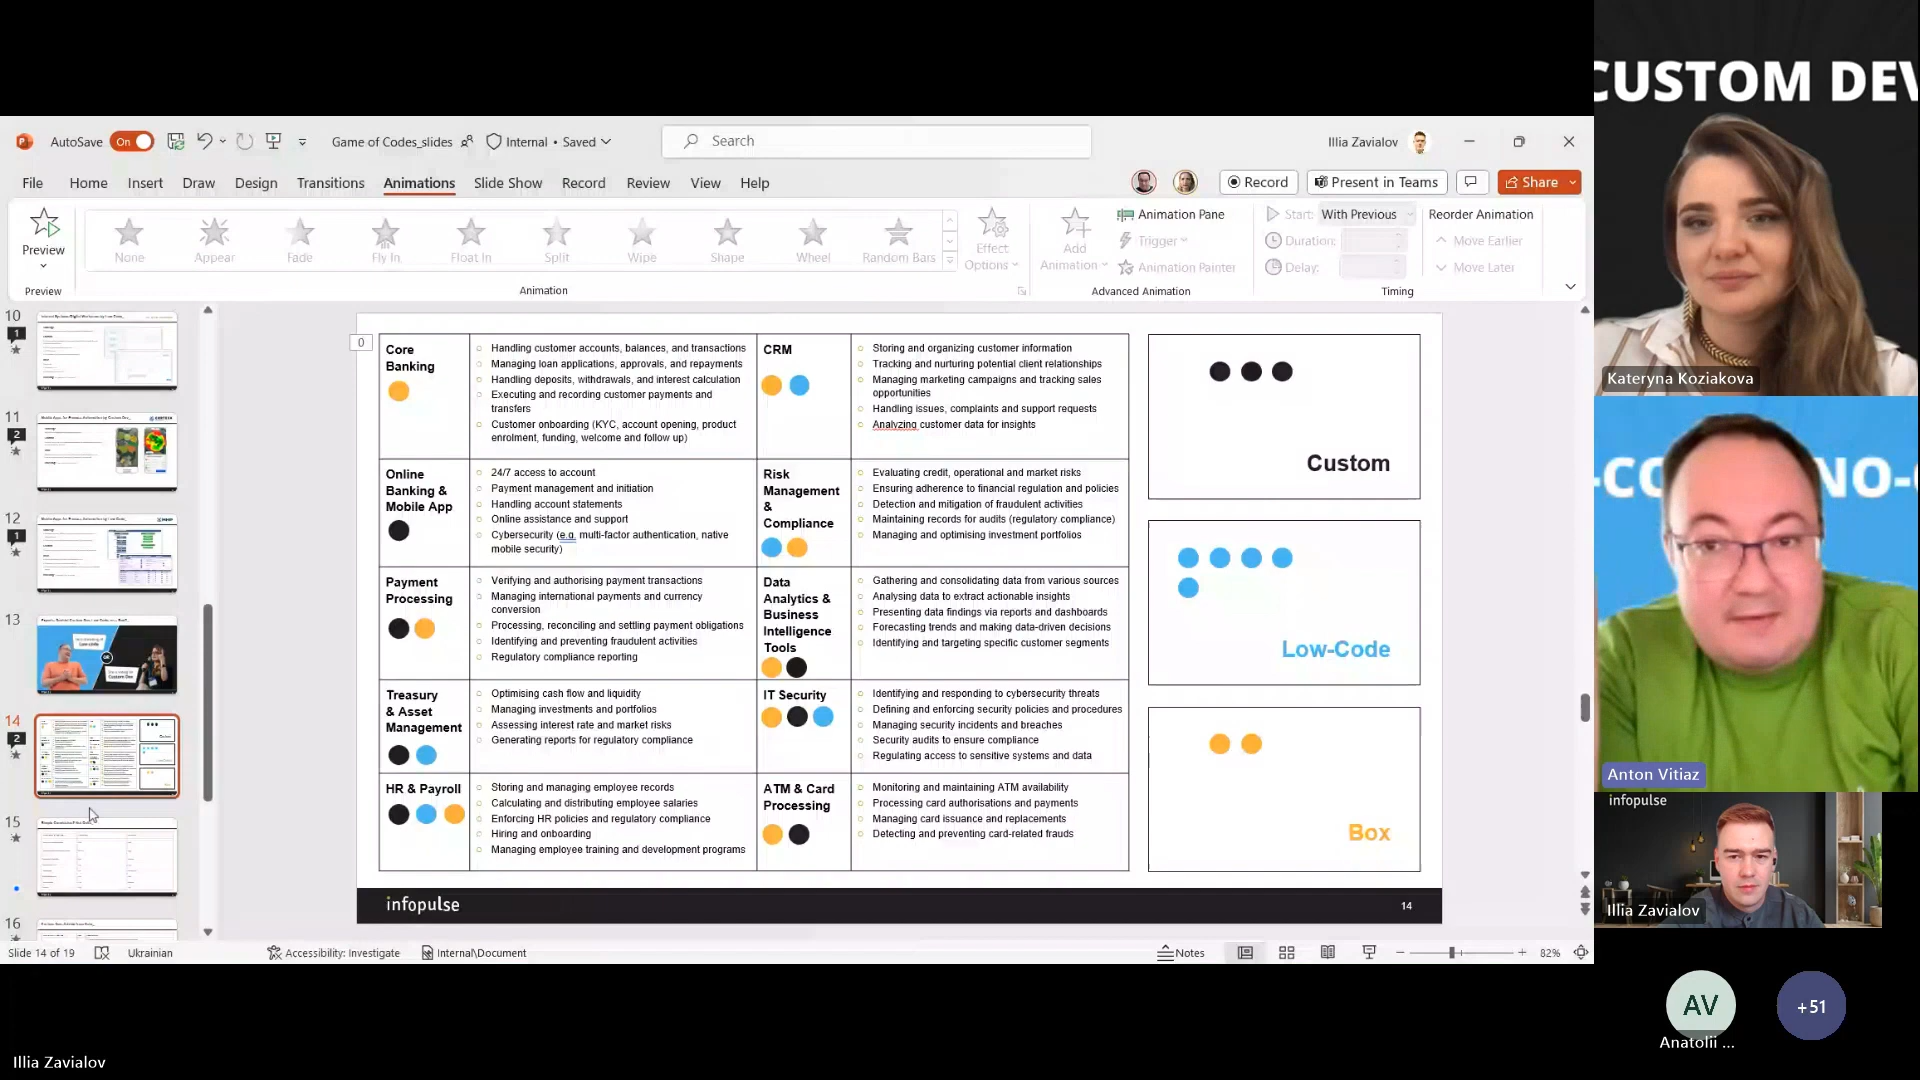 CUSTOM DEV
AutoSave
On
Game of Codes_slides
Internal • Saved
Search
Illia Zavialov
File
Home
Insert
Draw
Design
Transitions
Animations
Slide Show
Record
Review
View
Help
Record
Present in Teams
Share
Preview
None
Appear
Fade
Fly In
Float In
Split
Wipe
Shape
Wheel
Random Bars
Effect
Options
Add
Animation
Animation Pane
Trigger
Animation Painter
Start:
With Previous
Duration:
Delay:
Reorder Animation
Move Earlier
Move Later
Preview
Animation
Advanced Animation
Timing
10
1
11
2
12
1
13
14
2
15
16
0
Core
Banking
Handling customer accounts, balances, and transactions
Managing loan applications, approvals, and repayments
Handling deposits, withdrawals, and interest calculation
Executing and recording customer payments and
transfers
Customer onboarding (KYC, account opening, product
enrolment, funding, welcome and follow up)
CRM
Storing and organizing customer information
Tracking and nurturing potential client relationships
Managing marketing campaigns and tracking sales
opportunities
Handling issues, complaints and support requests
Analyzing customer data for insights
Online
Banking &
Mobile App
24/7 access to account
Payment management and initiation
Handling account statements
Online assistance and support
Cybersecurity (e.g. multi-factor authentication, native
mobile security)
Risk
Management
&
Compliance
Evaluating credit, operational and market risks
Ensuring adherence to financial regulation and policies
Detection and mitigation of fraudulent activities
Maintaining records for audits (regulatory compliance)
Managing and optimising investment portfolios
Payment
Processing
Verifying and authorising payment transactions
Managing international payments and currency
conversion
Processing, reconciling and settling payment obligations
Identifying and preventing fraudulent activities
Regulatory compliance reporting
Data
Analytics &
Business
Intelligence
Tools
Gathering and consolidating data from various sources
Analysing data to extract actionable insights
Presenting data findings via reports and dashboards
Forecasting trends and making data-driven decisions
Identifying and targeting specific customer segments
Treasury
& Asset
Management
Optimising cash flow and liquidity
Managing investments and portfolios
Assessing interest rate and market risks
Generating reports for regulatory compliance
IT Security
Identifying and responding to cybersecurity threats
Defining and enforcing security policies and procedures
Managing security incidents and breaches
Security audits to ensure compliance
Regulating access to sensitive systems and data
HR & Payroll
Storing and managing employee records
Calculating and distributing employee salaries
Enforcing HR policies and regulatory compliance
Hiring and onboarding
Managing employee training and development programs
ATM & Card
Processing
Monitoring and maintaining ATM availability
Processing card authorisations and payments
Managing card issuance and replacements
Detecting and preventing card-related frauds
Custom
Low-Code
Box
infopulse
14
Slide 14 of 19
Ukrainian
Accessibility: Investigate
Internal\Document
Notes
82%
Kateryna Koziakova
-CO
NO-
Anton Vitiaz
infopulse
Illia Zavialov
AV
Anatolii ...
+51
Illia Zavialov